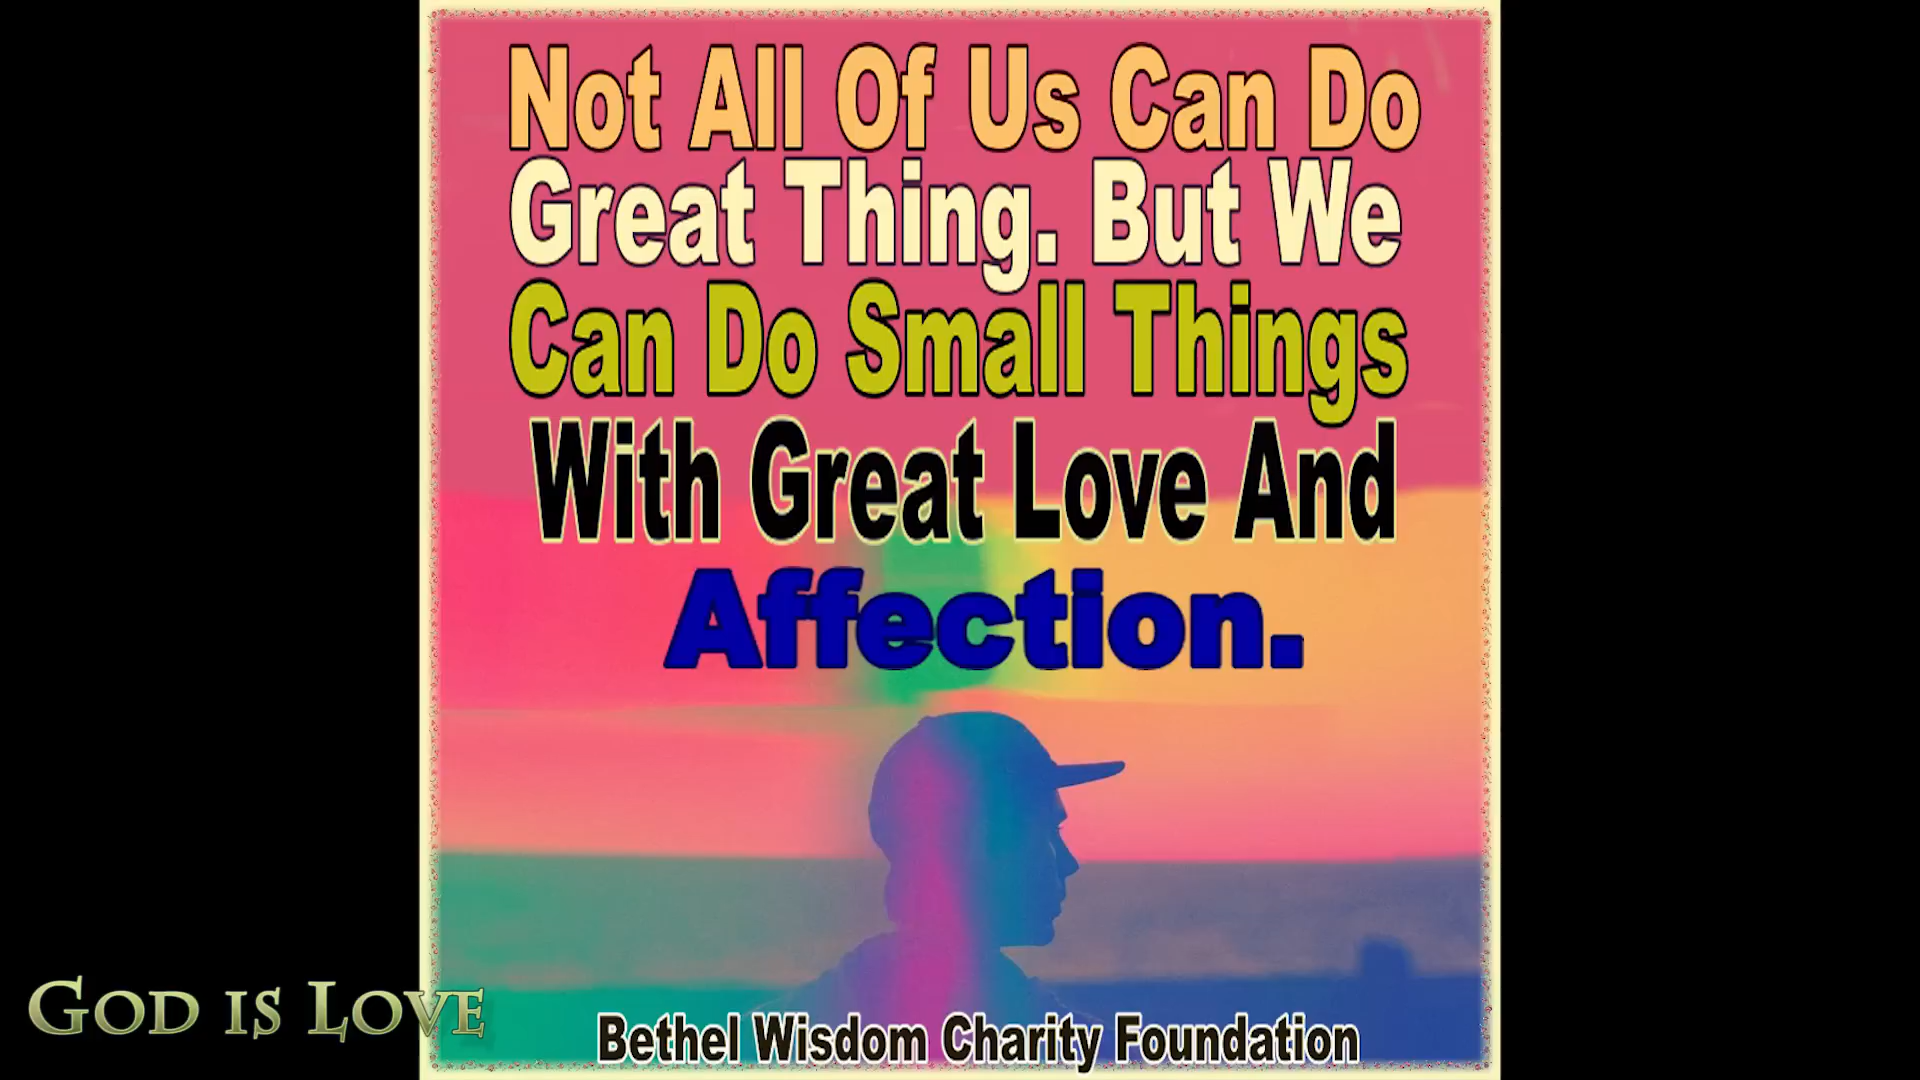 Not All Of Us Can Do
Great Thing. But We
Can Do Small Things
With Great Love And
Affection.
God is Love
Bethel Wisdom Charity Foundation